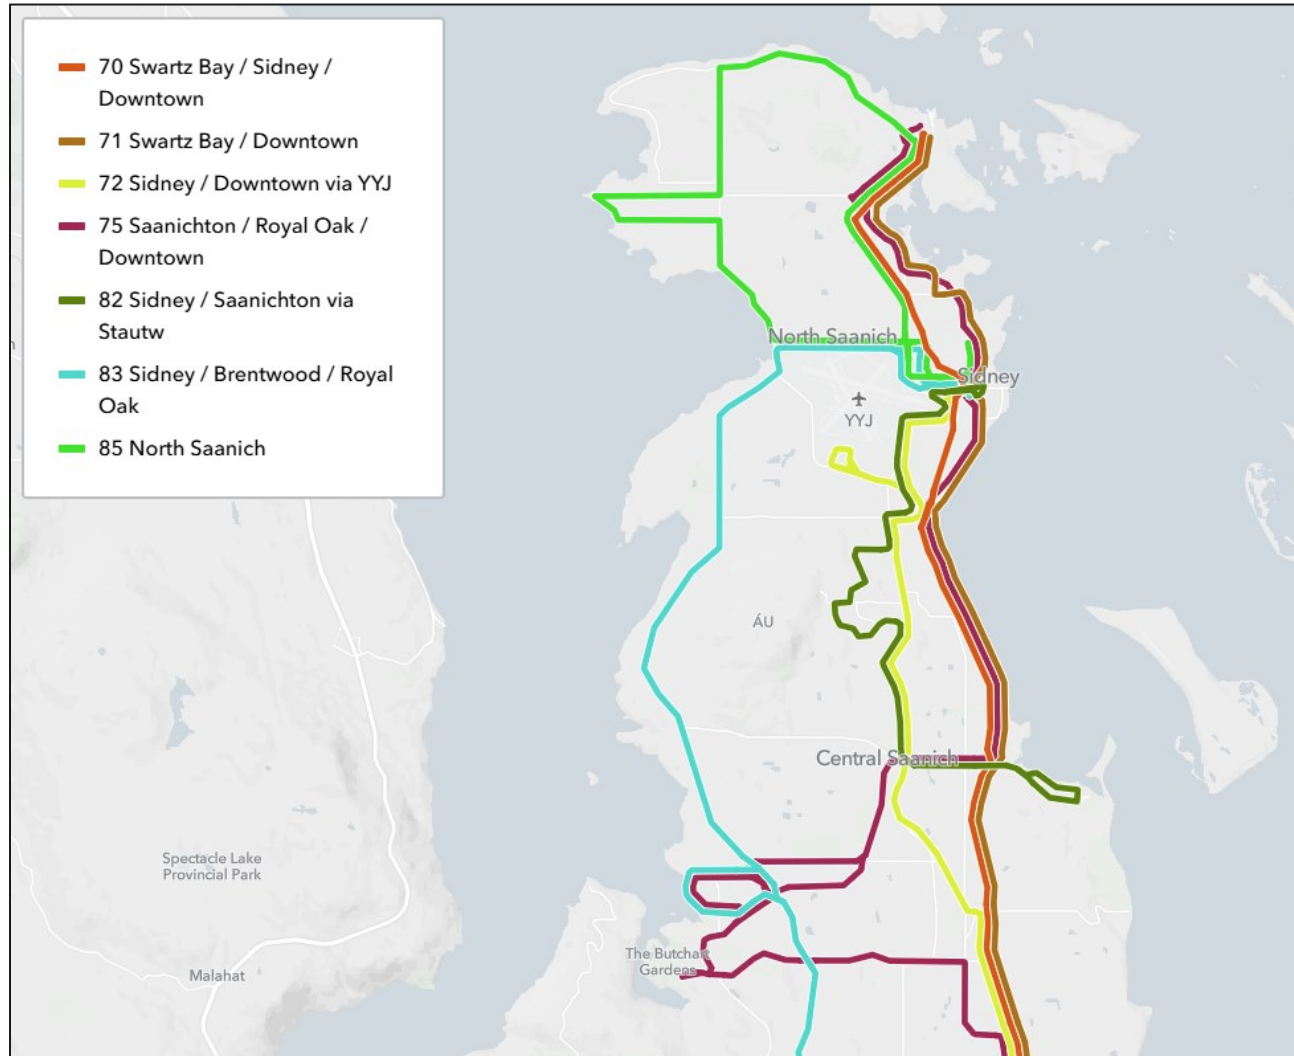 70 Swartz Bay / Sidney /
Downtown
71 Swartz Bay / Downtown
72 Sidney / Downtown via YYJ
75 Saanichton / Royal Oak /
Downtown
82 Sidney / Saanichton via
Stautw
83 Sidney / Brentwood / Royal
Oak
85 North Saanich
North Saanich
Sidney
YYJ
ÁU
Central Saanich
Spectacle Lake
Provincial Park
The Butchart
Gardens
Malahat